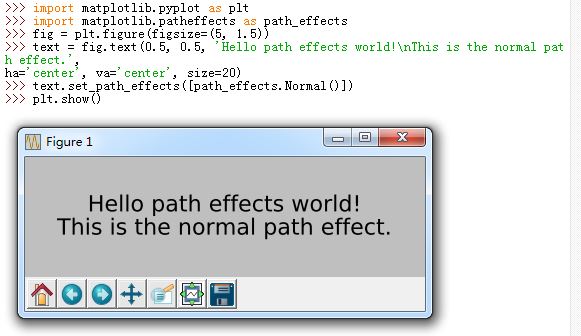 >>> import matplotlib.pyplot as plt
>>> import matplotlib.patheffects as path_effects
>>> fig = plt.figure(figsize=(5, 1.5))
>>> text = fig.text(0.5, 0.5, 'Hello path effects world!\nThis is the normal pat
h effect.',
ha='center', va='center', size=20)
>>> text.set_path_effects([path_effects.Normal()])
>>> plt.show()
Figure 1
Hello path effects world!
This is the normal path effect.